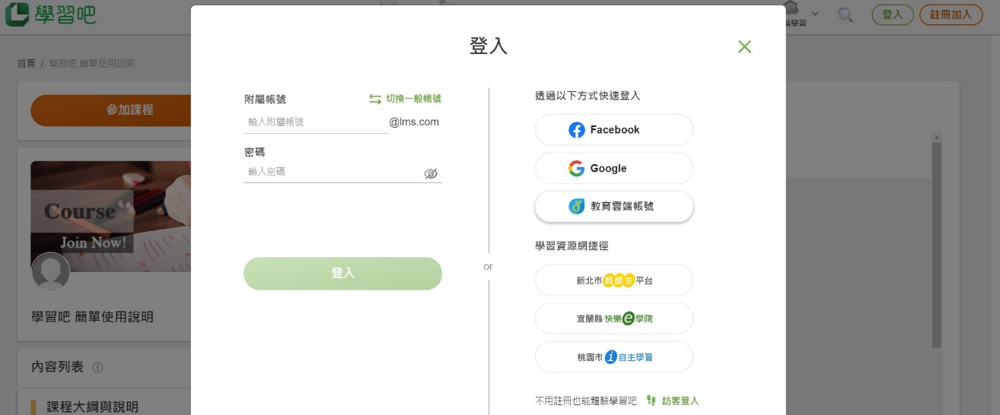 學習吧
登入
註冊加入
首頁 / 學習吧 簡單使用說明
參加課程
Course
Join Now!
學習吧 簡單使用說明
內容列表
課程大綱與說明
登入
附屬帳號
切換一般帳號
輸入附屬帳號
@lms.com
密碼
輸入密碼
登入
or
透過以下方式快速登入
Facebook
Google
教育雲端帳號
學習資源網捷徑
新北市親師生平台
宜蘭縣 快樂e學院
桃園市 i 自主學習
不用註冊也能體驗學習吧
訪客登入